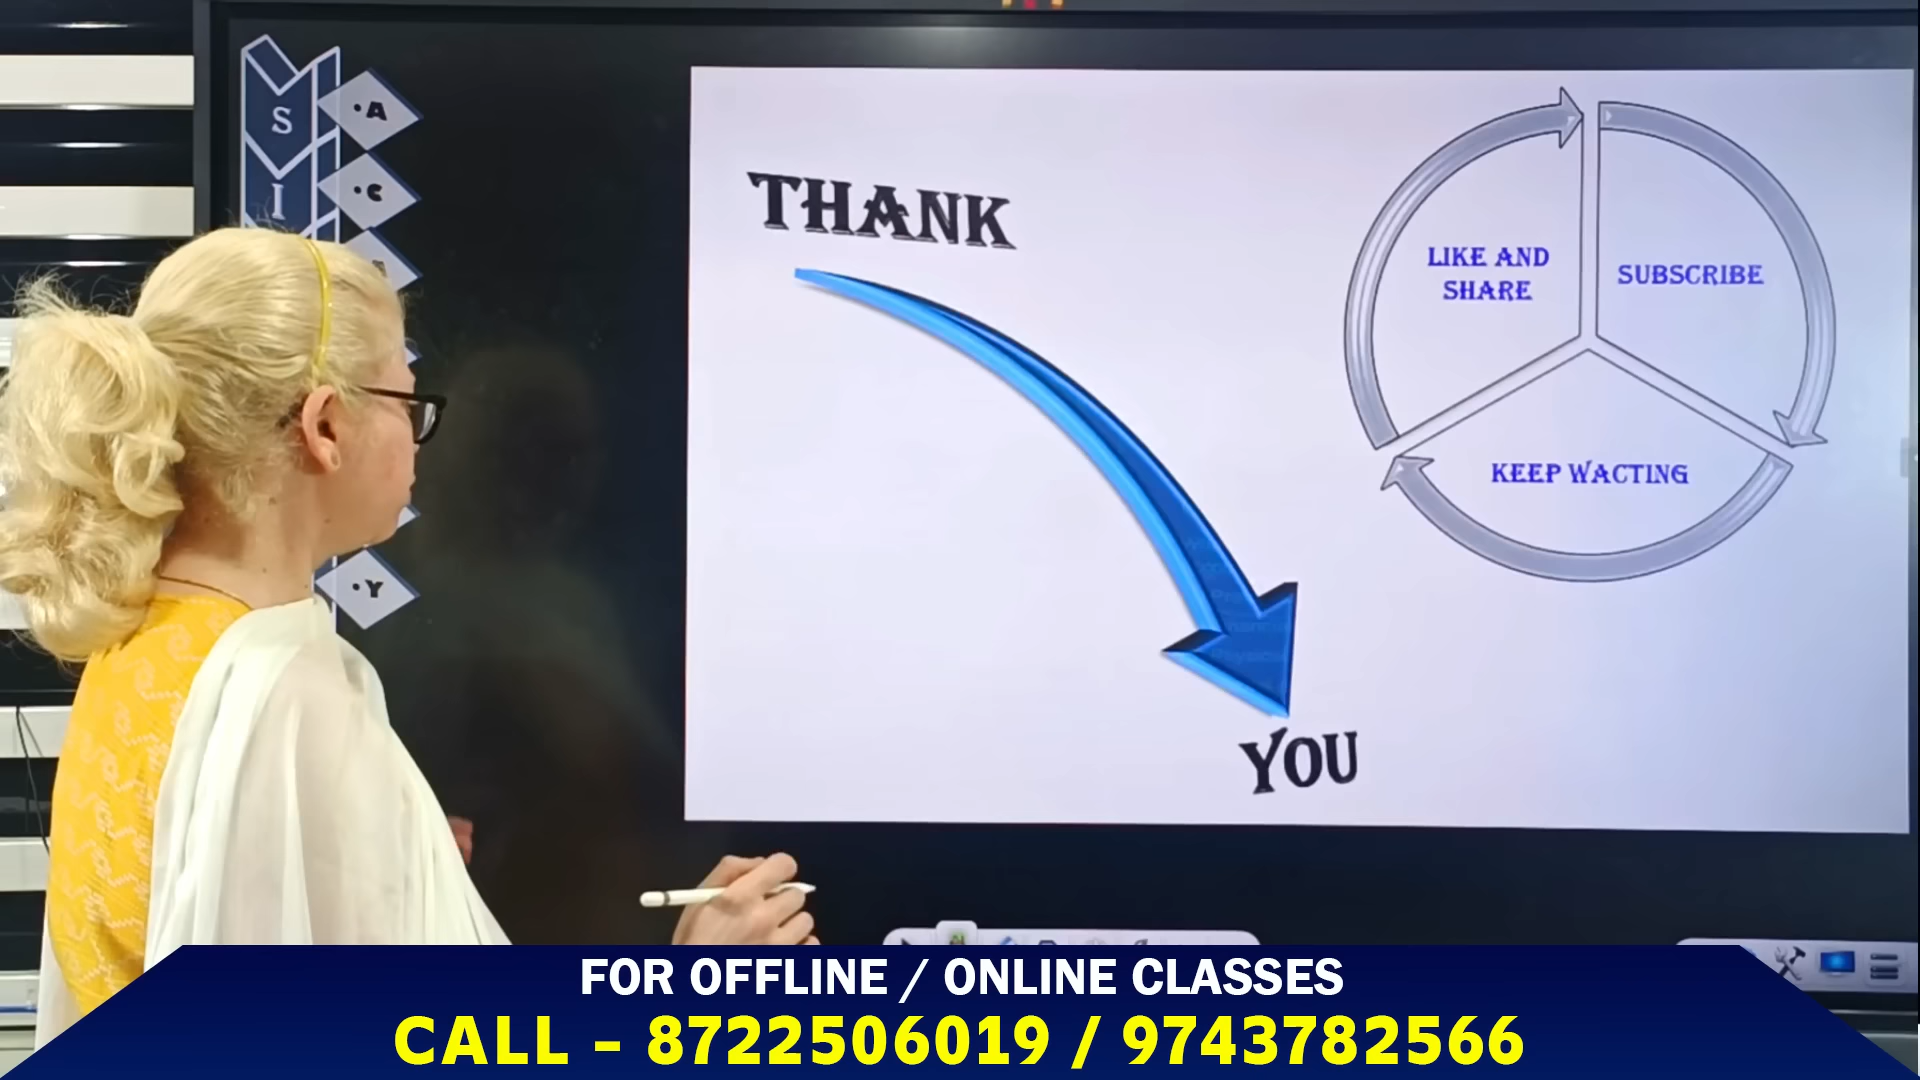 S
I
•A
•C
•Y
THANK
YOU
LIKE AND
SHARE
SUBSCRIBE
KEEP WACTING
FOR OFFLINE / ONLINE CLASSES
CALL – 8722506019 / 9743782566